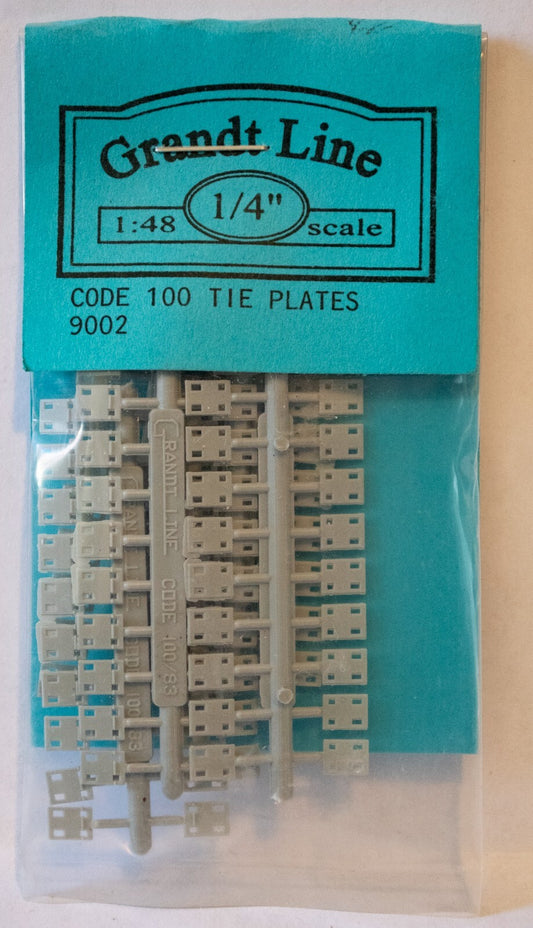 Grandt Line
1/4"
1:48 scale
CODE 100 TIE PLATES
9002
GRANDT LINE CODE 100/83